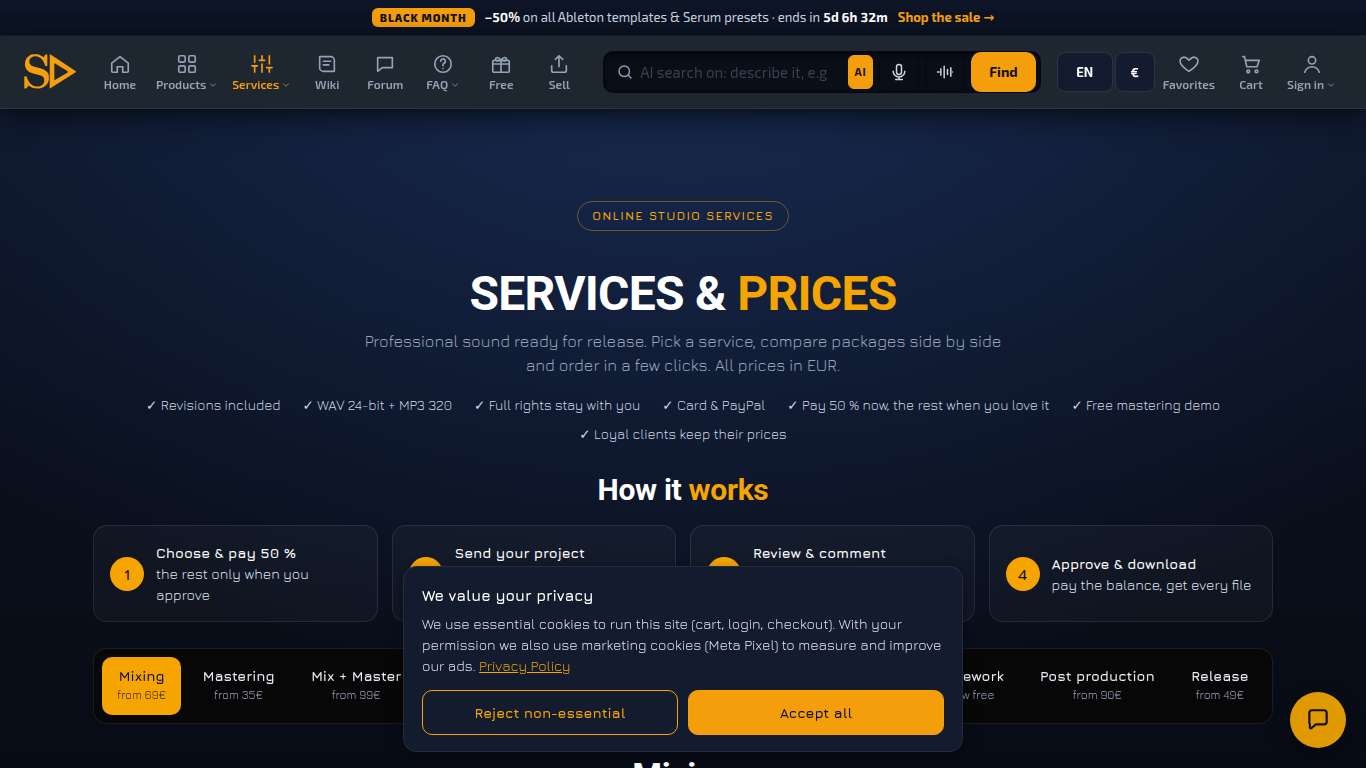 BLACK MONTH −50% on all Ableton templates & Serum presets · ends in 5d 6h 32m Shop the sale →
Home Products Services Wiki Forum FAQ Free Sell AI search on: describe it, e.g AI Find EN € Favorites Cart Sign in
ONLINE STUDIO SERVICES
SERVICES & PRICES
Professional sound ready for release. Pick a service, compare packages side by side
and order in a few clicks. All prices in EUR.
✓ Revisions included ✓ WAV 24-bit + MP3 320 ✓ Full rights stay with you ✓ Card & PayPal ✓ Pay 50 % now, the rest when you love it ✓ Free mastering demo
✓ Loyal clients keep their prices
How it works
1 Choose & pay 50 %
the rest only when you
approve
Send your project
Review & comment
4 Approve & download
pay the balance, get every file
We value your privacy
We use essential cookies to run this site (cart, login, checkout). With your
permission we also use marketing cookies (Meta Pixel) to measure and improve
our ads. Privacy Policy
Reject non-essential Accept all
Mixing
from 69€
Mastering
from 35€
Mix + Master
from 99€
Post production
from 90€
Release
from 49€